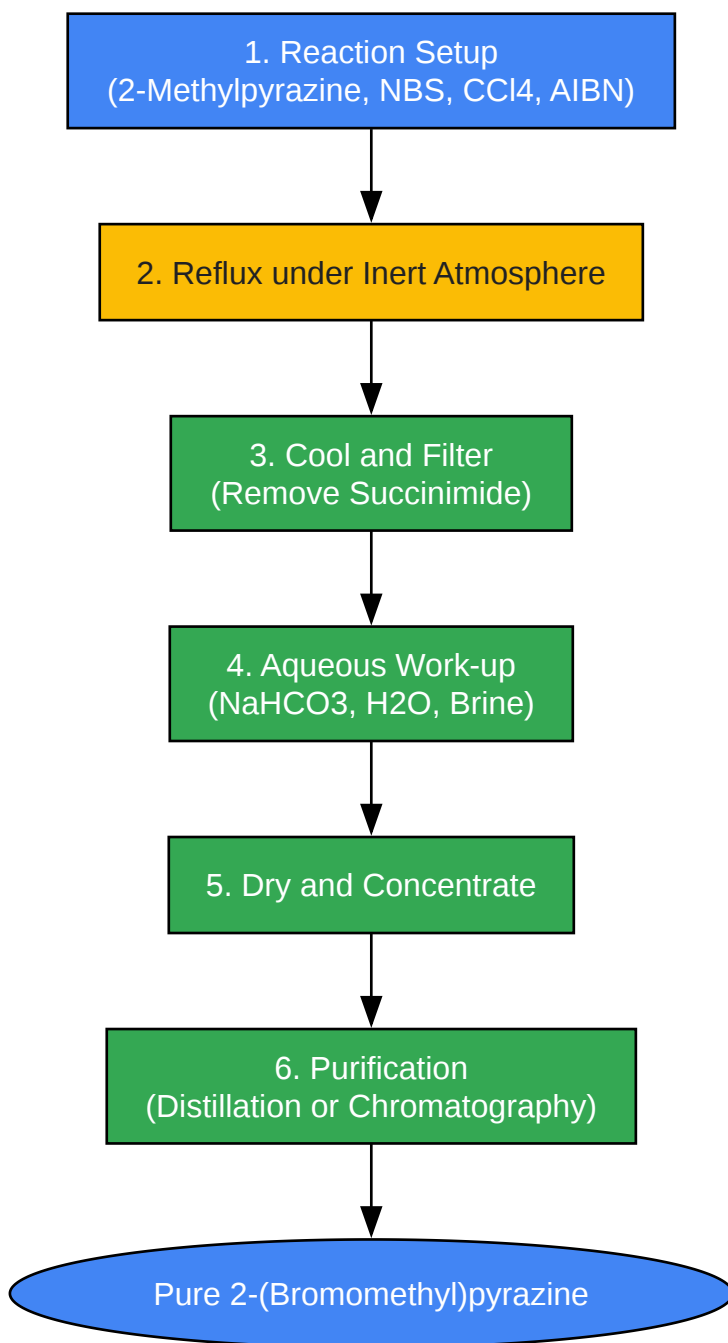 1. Reaction Setup
(2-Methylpyrazine, NBS, CCl4, AIBN)
2. Reflux under Inert Atmosphere
3. Cool and Filter
(Remove Succinimide)
4. Aqueous Work-up
(NaHCO3, H2O, Brine)
5. Dry and Concentrate
6. Purification
(Distillation or Chromatography)
Pure 2-(Bromomethyl)pyrazine